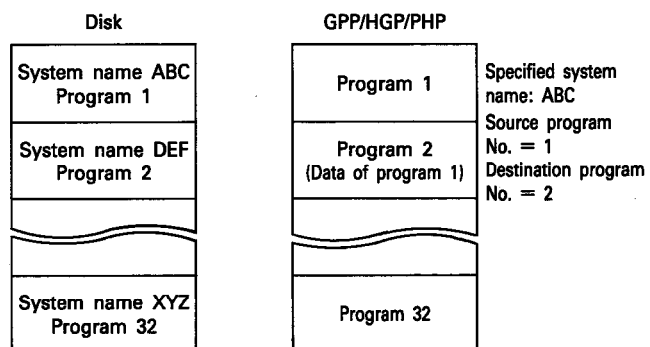 Disk
System name ABC
Program 1
System name DEF
Program 2
System name XYZ
Program 32
GPP/HGP/PHP
Program 1
Program 2
(Data of program 1)
Program 32
Specified system
name: ABC
Source program
No. = 1
Destination program
No. = 2